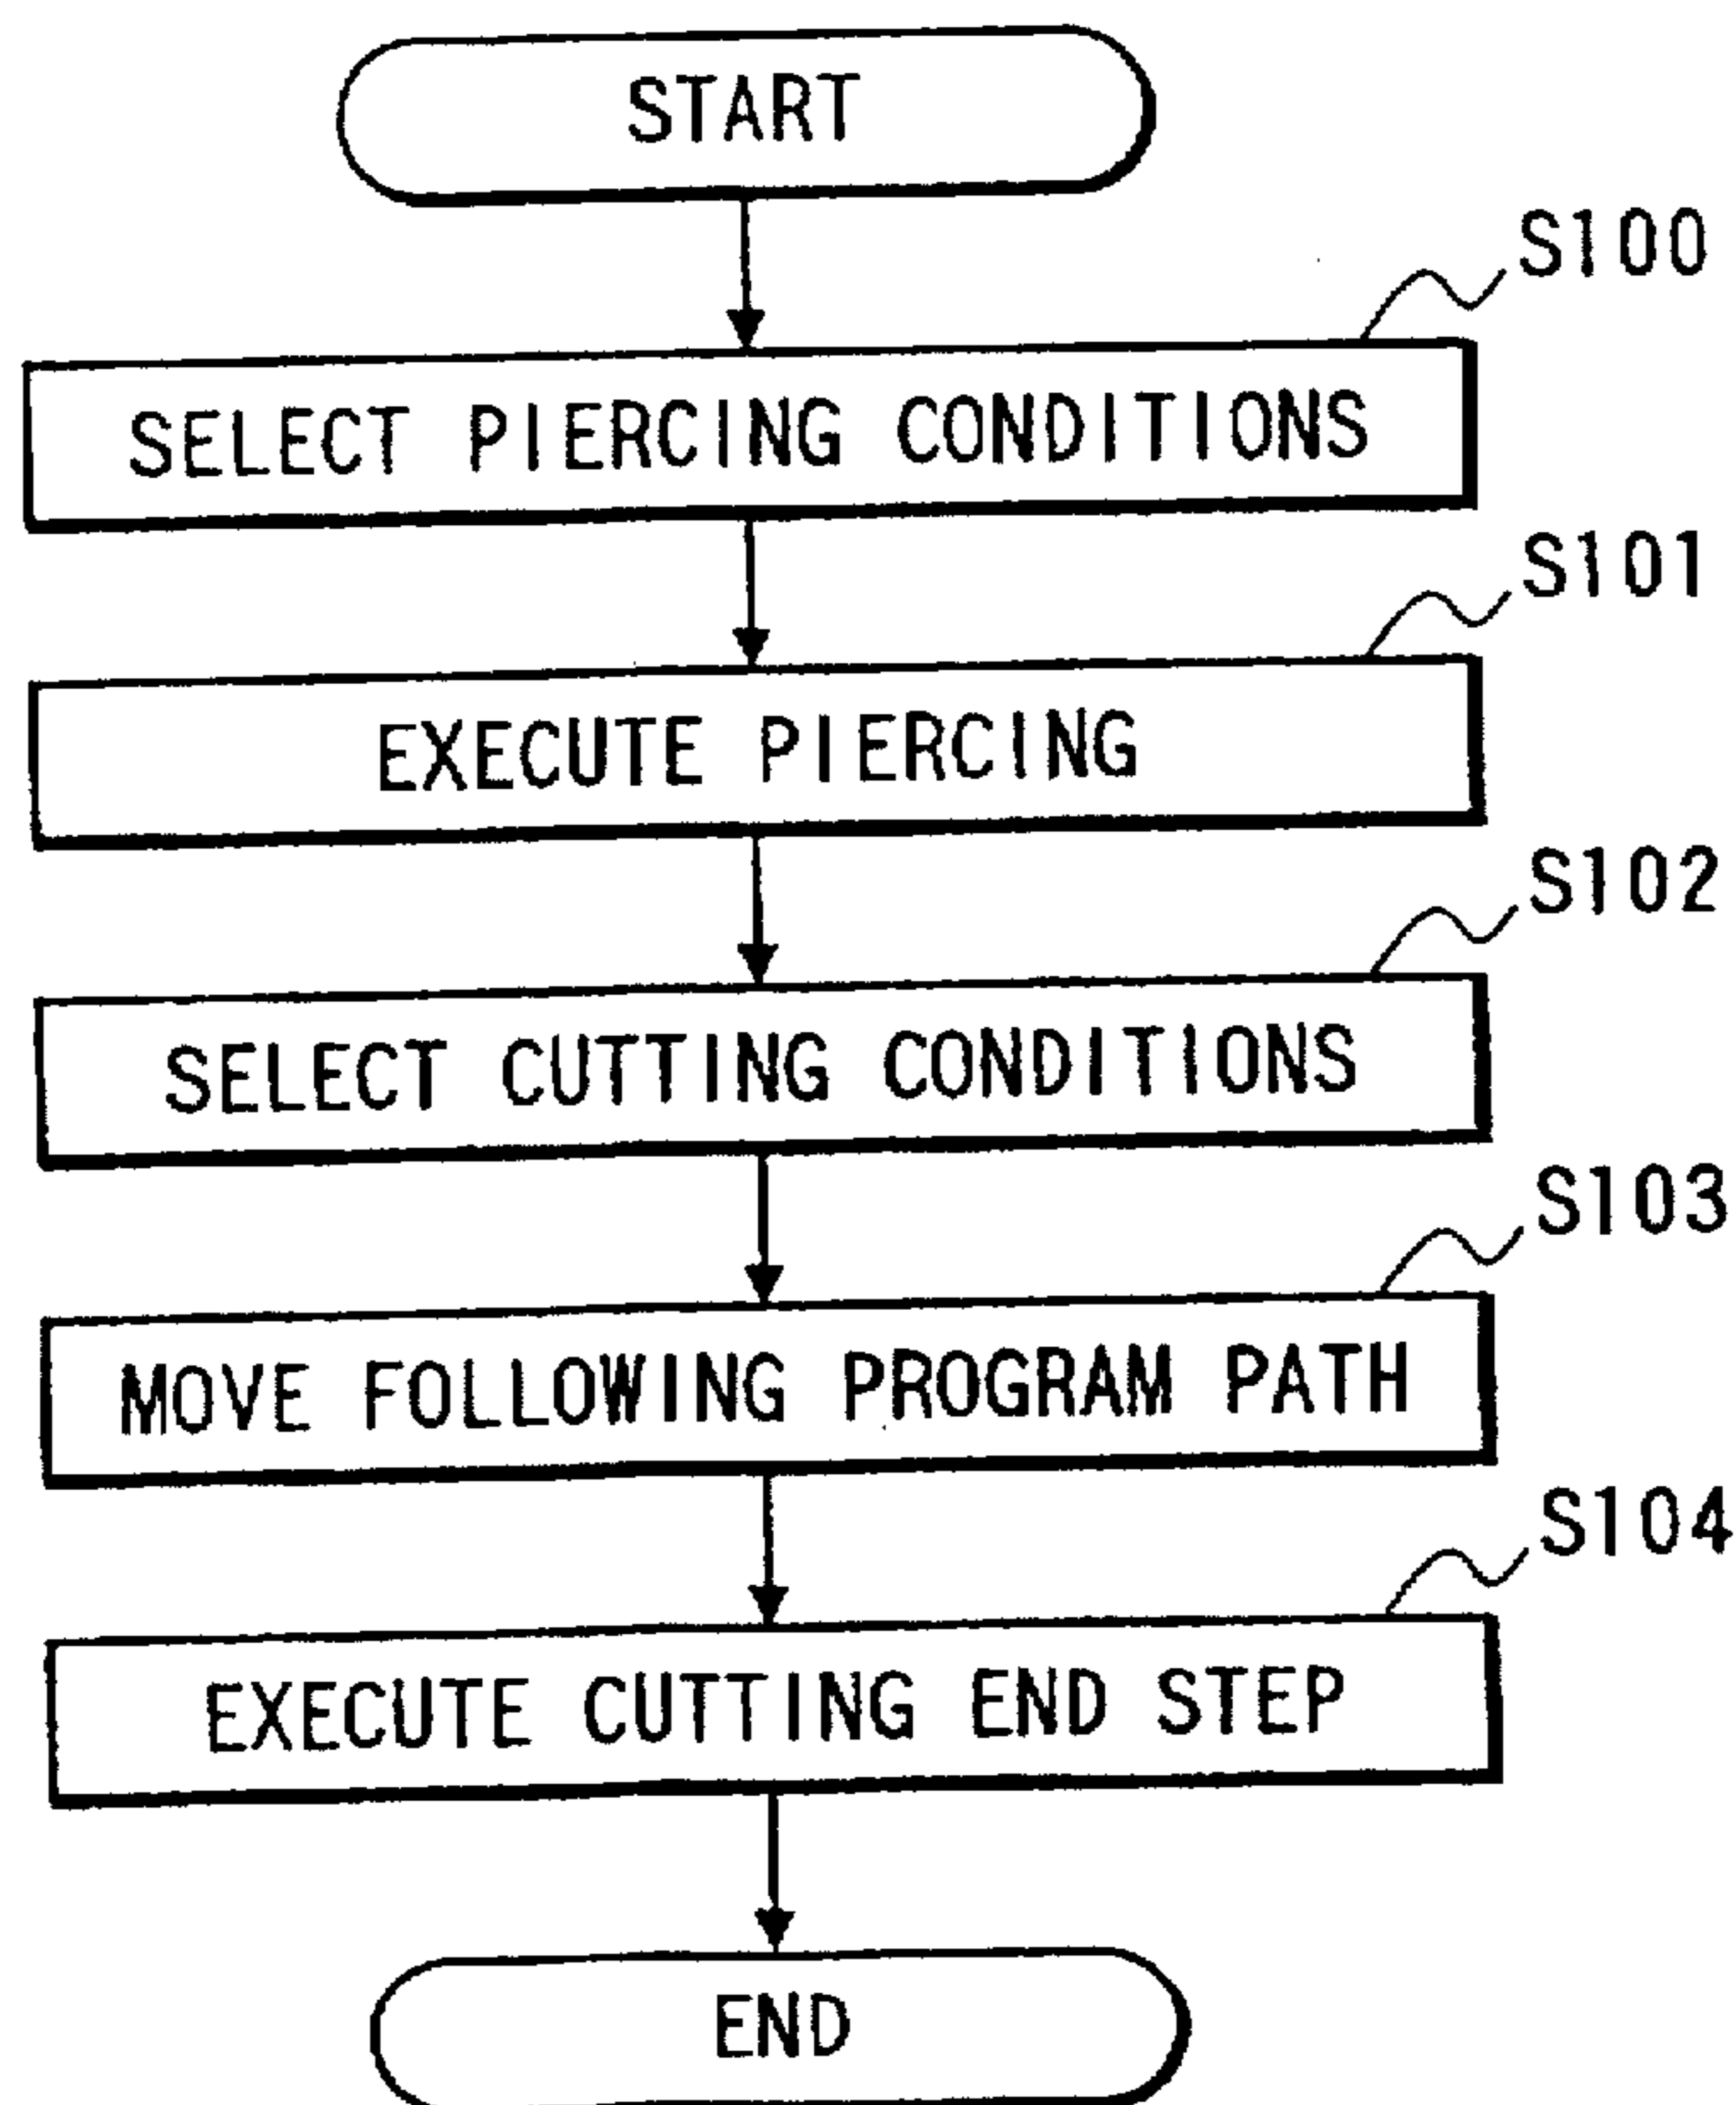 START
S100
SELECT PIERCING CONDITIONS
S101
EXECUTE PIERCING
S102
SELECT CUTTING CONDITIONS
S103
MOVE FOLLOWING PROGRAM PATH
S104
EXECUTE CUTTING END STEP
END